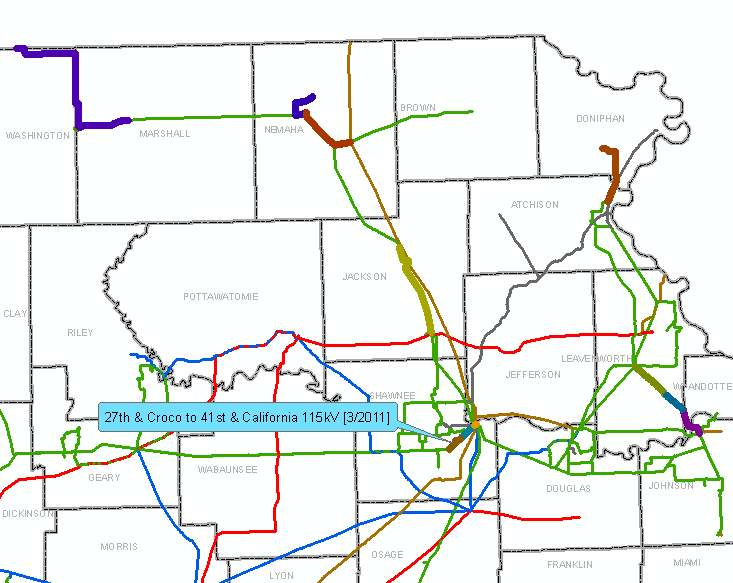 BROWN
DONIPHAN
NEMAHA
WASHINGTON
MARSHALL
ATCHISON
JACKSON
POTTAWATOMIE
CLAY
RILEY
LEAVENWORTH
JEFFERSON
WYANDOTTE
SHAWNEE
27th & Croco to 41st & California 115kV [3/2011]
WABAUNSEE
GEARY
DOUGLAS
JOHNSON
DICKINSON
MORRIS
OSAGE
FRANKLIN
MIAMI
LYON